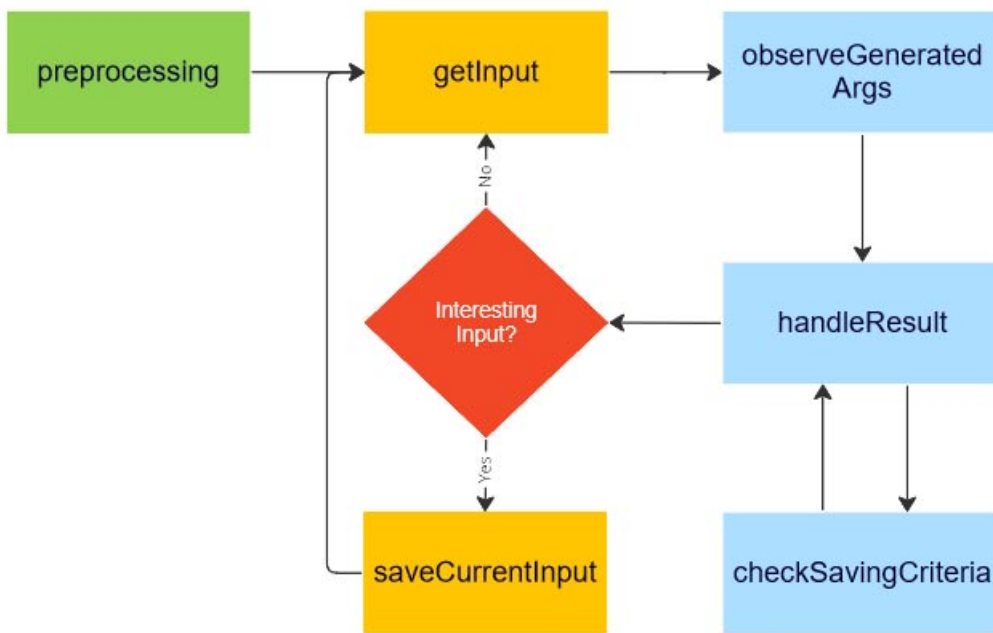 preprocessing
getInput
observeGenerated
Args
No
Interesting
Input?
handleResult
Yes
saveCurrentInput
checkSavingCriteria